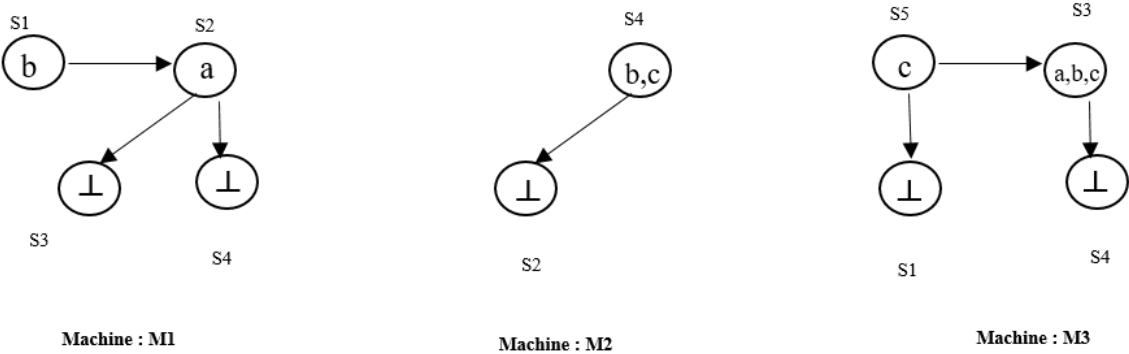 S1
S2
b
a
⊥
⊥
S3
S4
Machine : M1
S4
b,c
⊥
S2
Machine : M2
S5
S3
c
a,b,c
⊥
⊥
S1
S4
Machine : M3